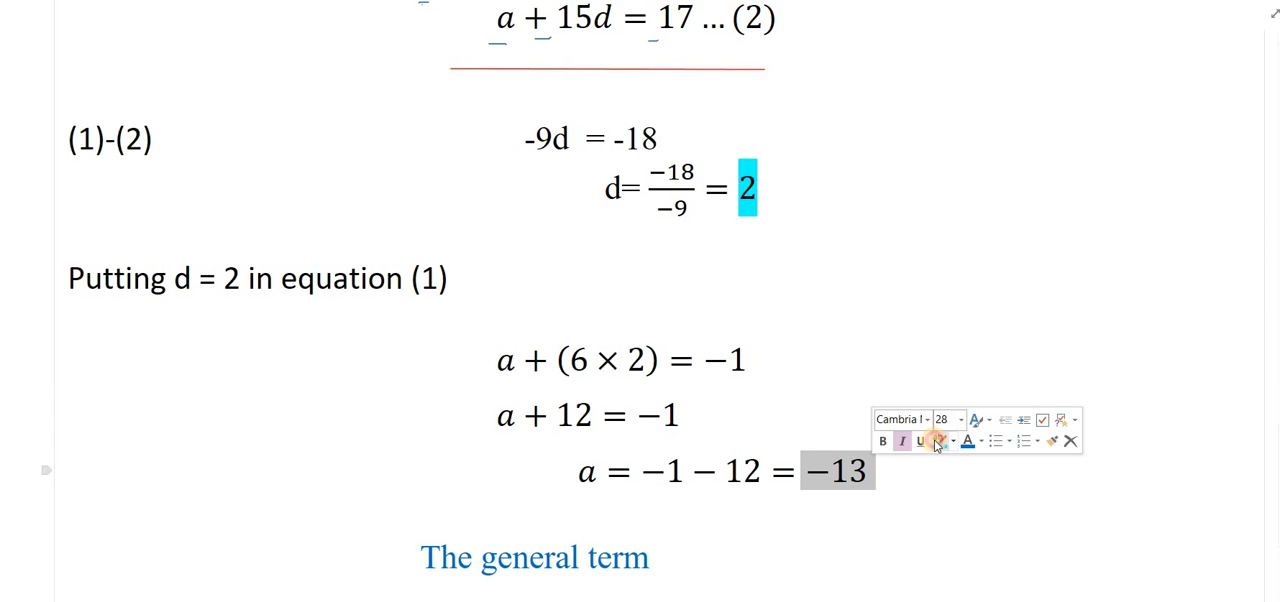 a + 15d = 17 … (2)
(1)-(2) -9d = -18
d= −18/−9 = 2
Putting d = 2 in equation (1)
a + (6 × 2) = −1
a + 12 = −1
Cambria 28
B I U A
a = −1 − 12 = −13
The general term